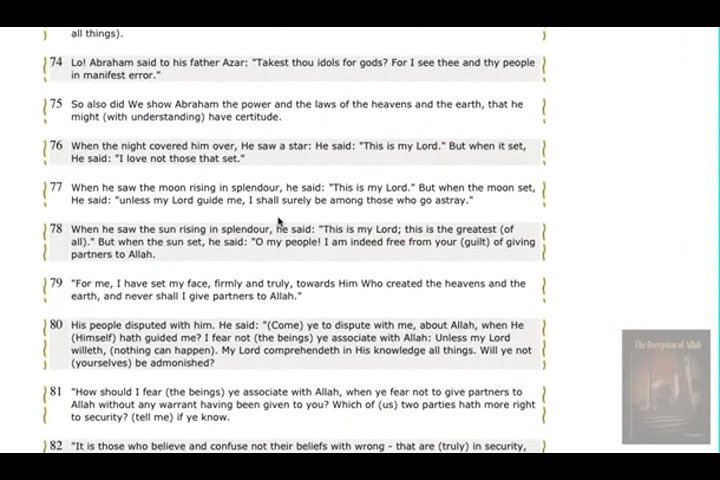 all things).
74 Lo! Abraham said to his father Azar: "Takest thou idols for gods? For I see thee and thy people
in manifest error."
75 So also did We show Abraham the power and the laws of the heavens and the earth, that he
might (with understanding) have certitude.
76 When the night covered him over, He saw a star: He said: "This is my Lord." But when it set,
He said: "I love not those that set."
77 When he saw the moon rising in splendour, he said: "This is my Lord." But when the moon set,
He said: "unless my Lord guide me, I shall surely be among those who go astray."
78 When he saw the sun rising in splendour, he said: "This is my Lord; this is the greatest (of
all)." But when the sun set, he said: "O my people! I am indeed free from your (guilt) of giving
partners to Allah.
79 "For me, I have set my face, firmly and truly, towards Him Who created the heavens and the
earth, and never shall I give partners to Allah."
80 His people disputed with him. He said: "(Come) ye to dispute with me, about Allah, when He
(Himself) hath guided me? I fear not (the beings) ye associate with Allah: Unless my Lord
willeth, (nothing can happen). My Lord comprehendeth in His knowledge all things. Will ye not
(yourselves) be admonished?
81 "How should I fear (the beings) ye associate with Allah, when ye fear not to give partners to
Allah without any warrant having been given to you? Which of (us) two parties hath more right
to security? (tell me) if ye know.
82 "It is those who believe and confuse not their beliefs with wrong - that are (truly) in security,
The Deception of Allah